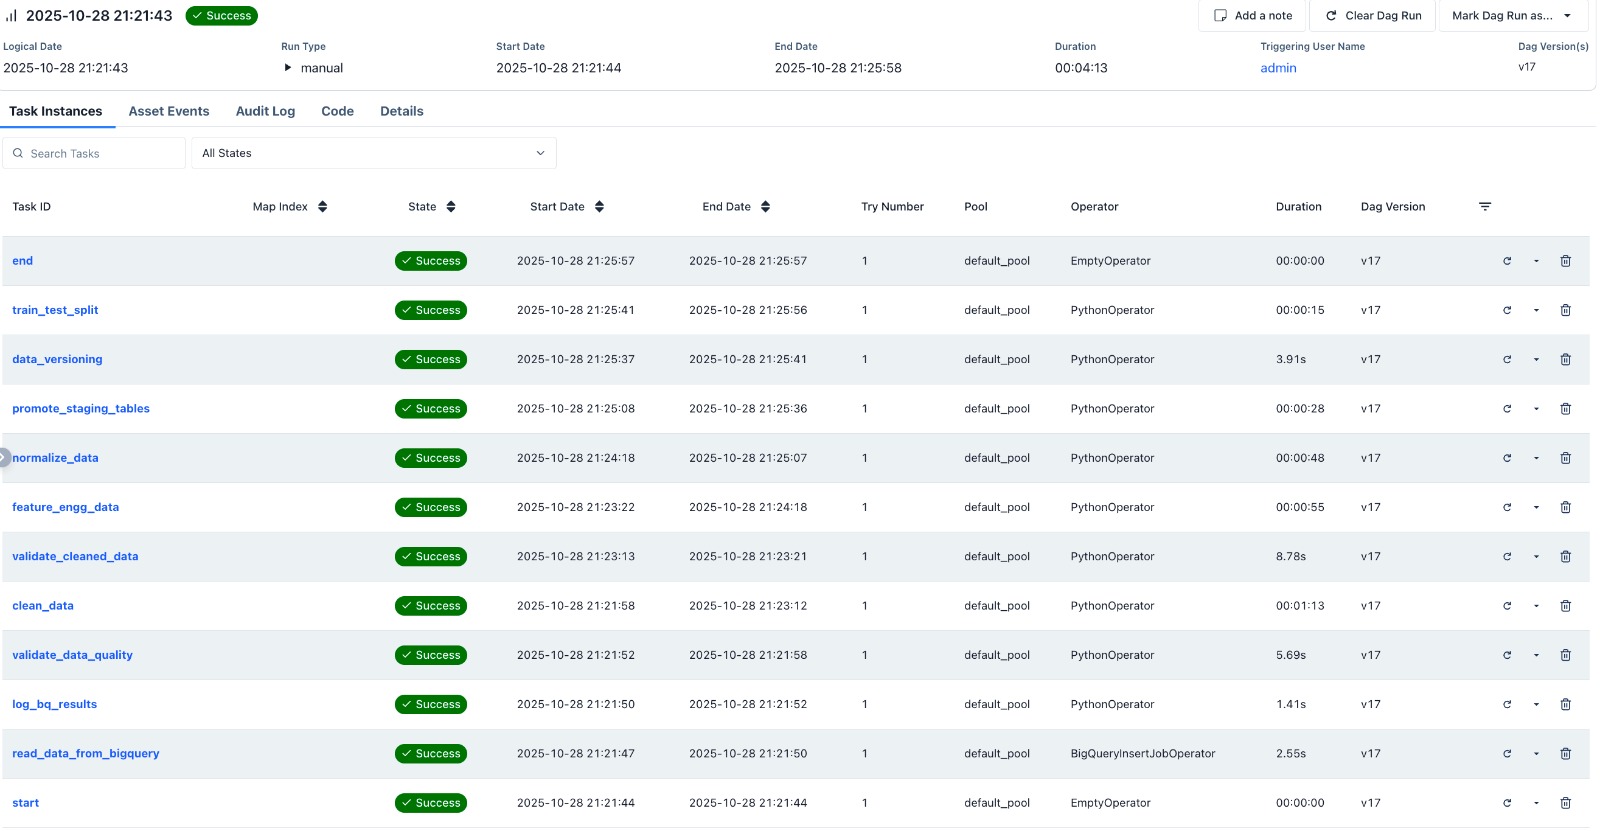 2025-10-28 21:21:43 Success Add a note Clear Dag Run Mark Dag Run as...
Logical Date Run Type Start Date End Date Duration Triggering User Name Dag Version(s)
2025-10-28 21:21:43 manual 2025-10-28 21:21:44 2025-10-28 21:25:58 00:04:13 admin v17
Task Instances Asset Events Audit Log Code Details
Search Tasks All States
Task ID Map Index State Start Date End Date Try Number Pool Operator Duration Dag Version
end Success 2025-10-28 21:25:57 2025-10-28 21:25:57 1 default_pool EmptyOperator 00:00:00 v17
train_test_split Success 2025-10-28 21:25:41 2025-10-28 21:25:56 1 default_pool PythonOperator 00:00:15 v17
data_versioning Success 2025-10-28 21:25:37 2025-10-28 21:25:41 1 default_pool PythonOperator 3.91s v17
promote_staging_tables Success 2025-10-28 21:25:08 2025-10-28 21:25:36 1 default_pool PythonOperator 00:00:28 v17
normalize_data Success 2025-10-28 21:24:18 2025-10-28 21:25:07 1 default_pool PythonOperator 00:00:48 v17
feature_engg_data Success 2025-10-28 21:23:22 2025-10-28 21:24:18 1 default_pool PythonOperator 00:00:55 v17
validate_cleaned_data Success 2025-10-28 21:23:13 2025-10-28 21:23:21 1 default_pool PythonOperator 8.78s v17
clean_data Success 2025-10-28 21:21:58 2025-10-28 21:23:12 1 default_pool PythonOperator 00:01:13 v17
validate_data_quality Success 2025-10-28 21:21:52 2025-10-28 21:21:58 1 default_pool PythonOperator 5.69s v17
log_bq_results Success 2025-10-28 21:21:50 2025-10-28 21:21:52 1 default_pool PythonOperator 1.41s v17
read_data_from_bigquery Success 2025-10-28 21:21:47 2025-10-28 21:21:50 1 default_pool BigQueryInsertJobOperator 2.55s v17
start Success 2025-10-28 21:21:44 2025-10-28 21:21:44 1 default_pool EmptyOperator 00:00:00 v17